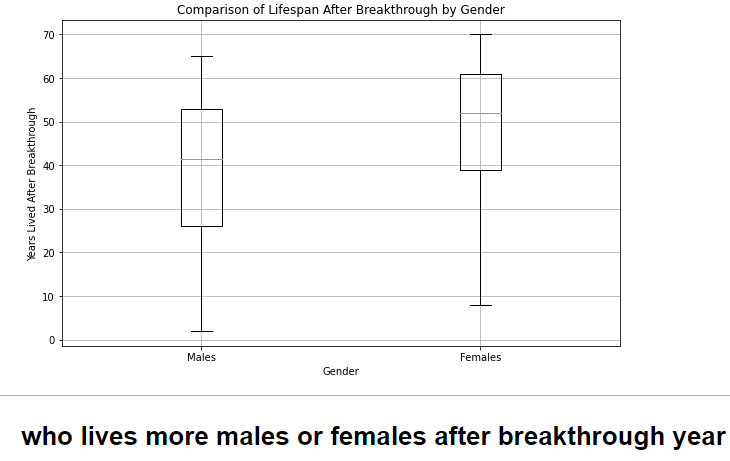 Comparison of Lifespan After Breakthrough by Gender
70
60
50
40
30
20
10
0
Years Lived After Breakthrough
Males
Females
Gender
who lives more males or females after breakthrough year